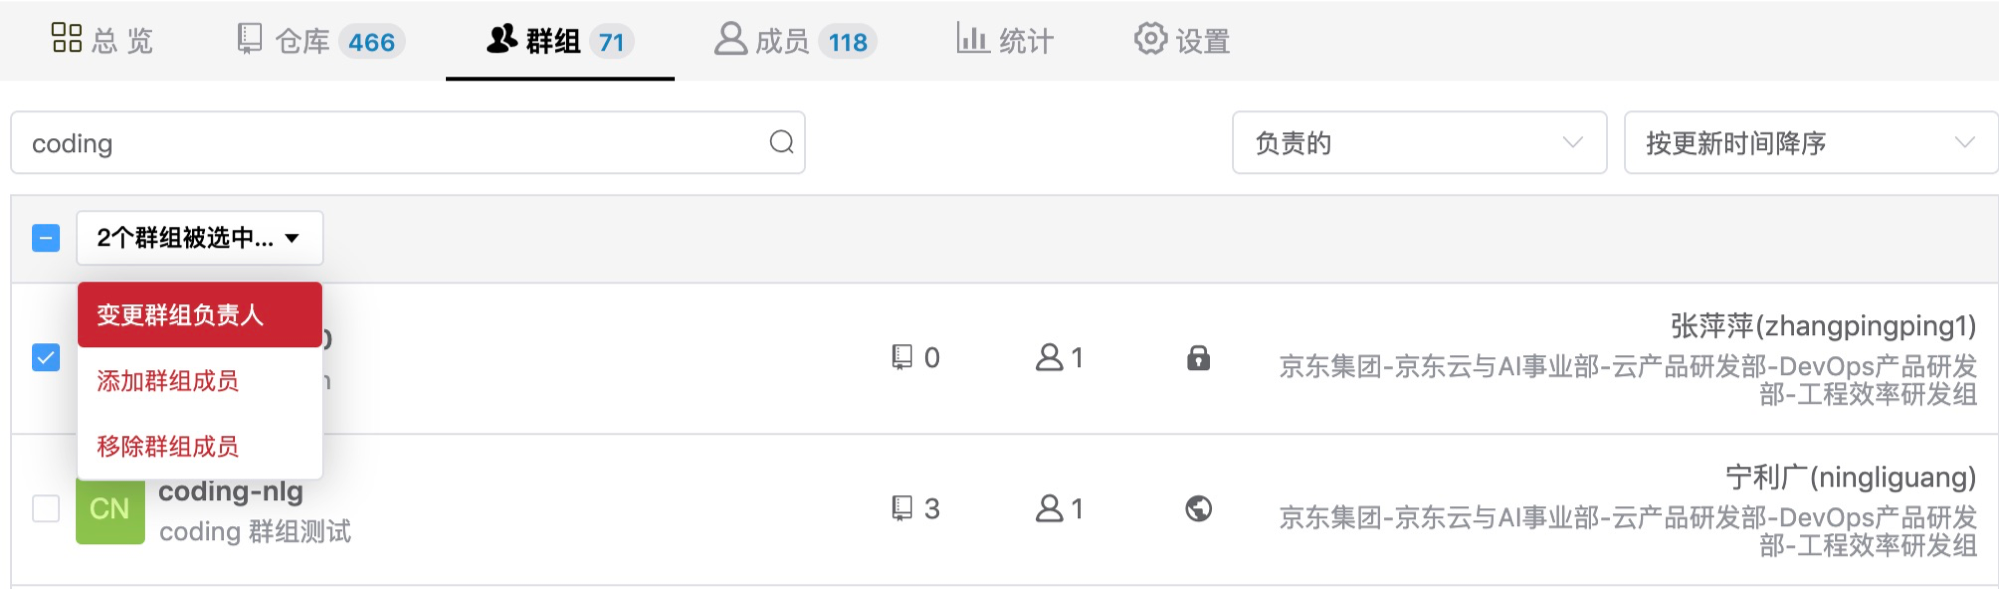 总 览 仓库 466 群组 71 成员 118 统计 设置
coding 负责的 按更新时间降序
2个群组被选中...
变更群组负责人
添加群组成员
移除群组成员
0 1 张萍萍(zhangpingping1)
京东集团-京东云与AI事业部-云产品研发部-DevOps产品研发
部-工程效率研发组
CN coding-nlg
coding 群组测试
3 1 宁利广(ningliguang)
京东集团-京东云与AI事业部-云产品研发部-DevOps产品研发
部-工程效率研发组